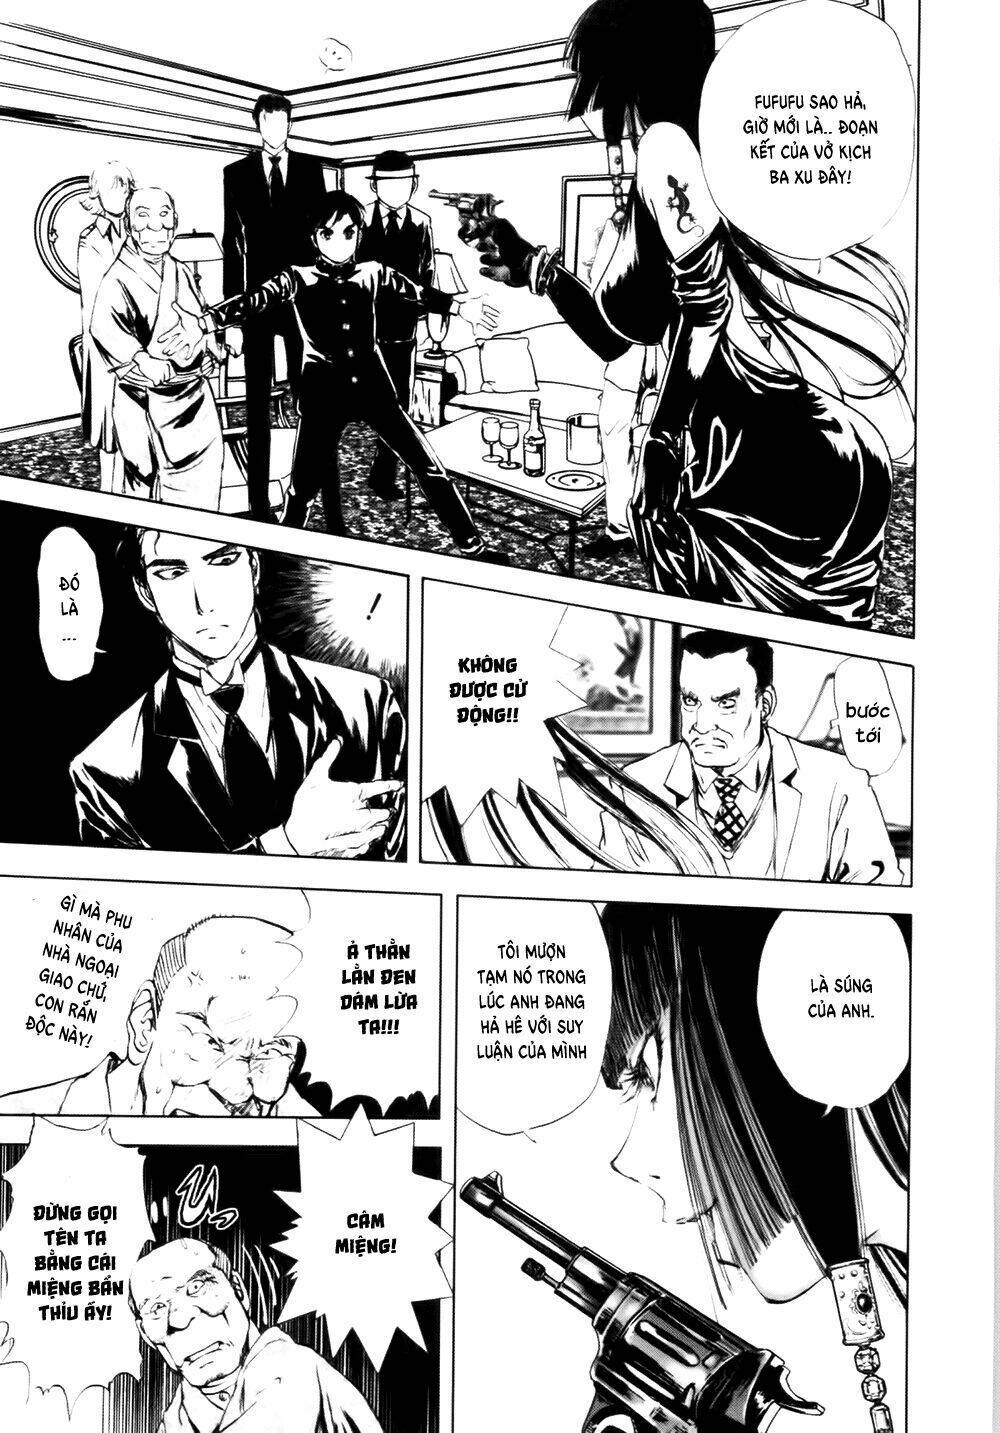 FUFUFU SAO HẢ,
GIỜ MỚI LÀ.. ĐOẠN
KẾT CỦA VỞ KỊCH
BA XU ĐÂY!
bước
tới
KHÔNG
ĐƯỢC CỬ
ĐỘNG!!
!
ĐÓ
LÀ
...
LÀ SÚNG
CỦA ANH.
TÔI MƯỢN
TẠM NÓ TRONG
LÚC ANH ĐANG
HẢ HÊ VỚI SUY
LUẬN CỦA MÌNH
Ả THẰN
LẰN ĐEN
DÁM LỪA
TA!!!
GÌ MÀ PHU
NHÂN CỦA
NHÀ NGOẠI
GIAO CHỨ,
CON RẮN
ĐỘC NÀY!
CÂM
MIỆNG!
ĐỪNG GỌI
TÊN TA
BẰNG CÁI
MIỆNG BẨN
THỈU ẤY!